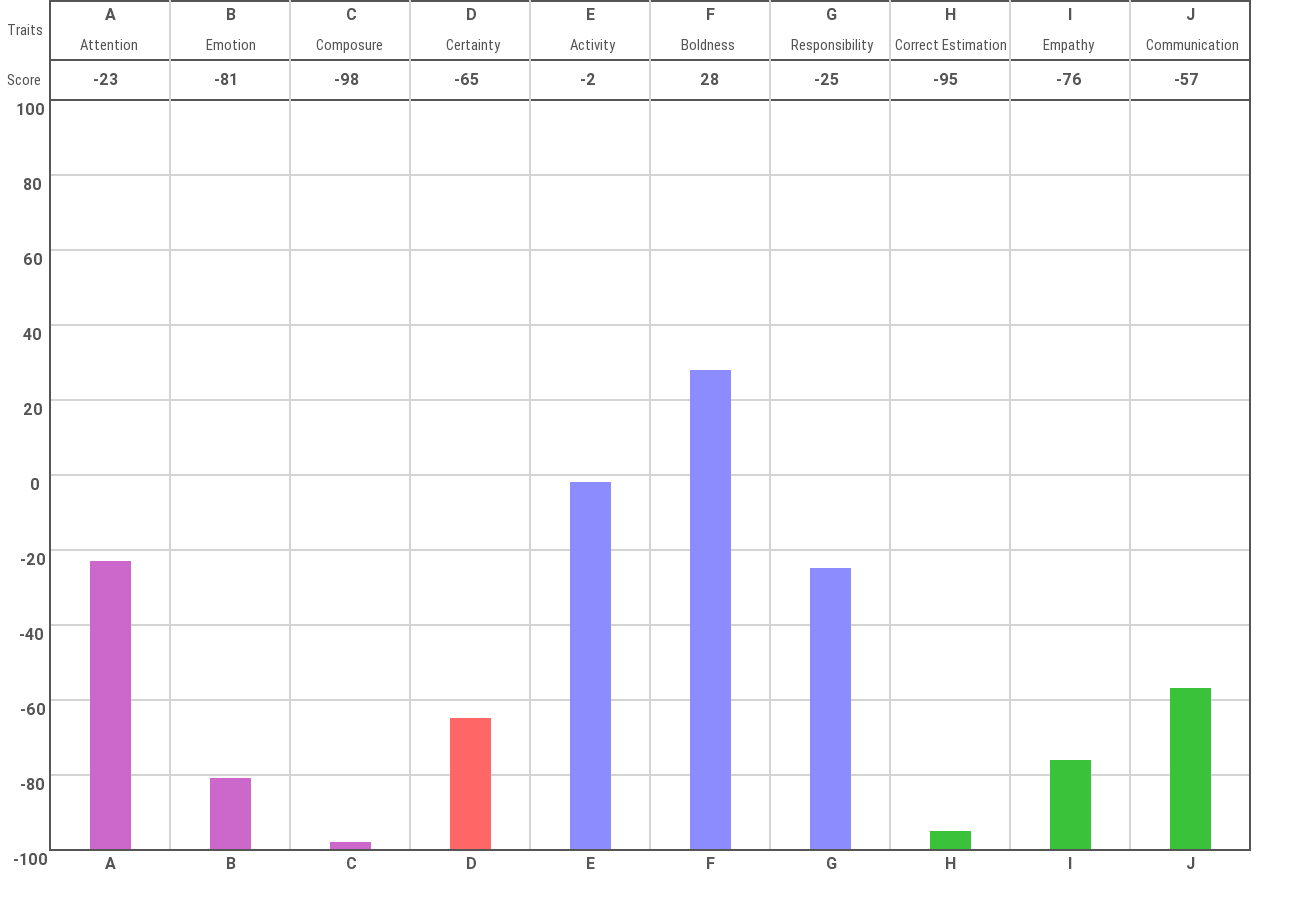 Traits A B C D E F G H I J
Attention Emotion Composure Certainty Activity Boldness Responsibility Correct Estimation Empathy Communication
Score -23 -81 -98 -65 -2 28 -25 -95 -76 -57
100
80
60
40
20
0
-20
-40
-60
-80
-100
A B C D E F G H I J